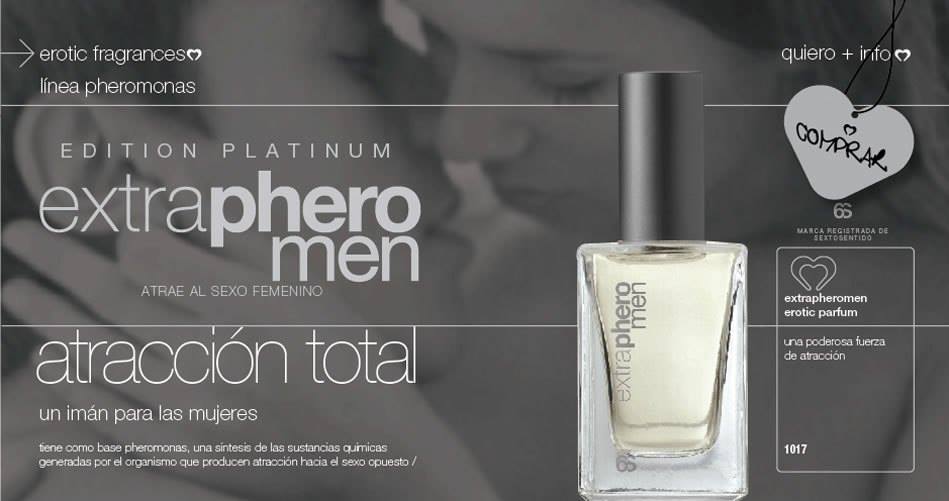 erotic fragrances
línea pheromonas
quiero + info
COMPRAR
6S
MARCA REGISTRADA DE
SEXTOSENTIDO
EDITION PLATINUM
extraphero
men
ATRAE AL SEXO FEMENINO
extraphero
men
6S
extrapheromen
erotic parfum
una poderosa fuerza
de atracción
1017
atracción total
un imán para las mujeres
tiene como base pheromonas, una síntesis de las sustancias químicas
generadas por el organismo que producen atracción hacia el sexo opuesto /